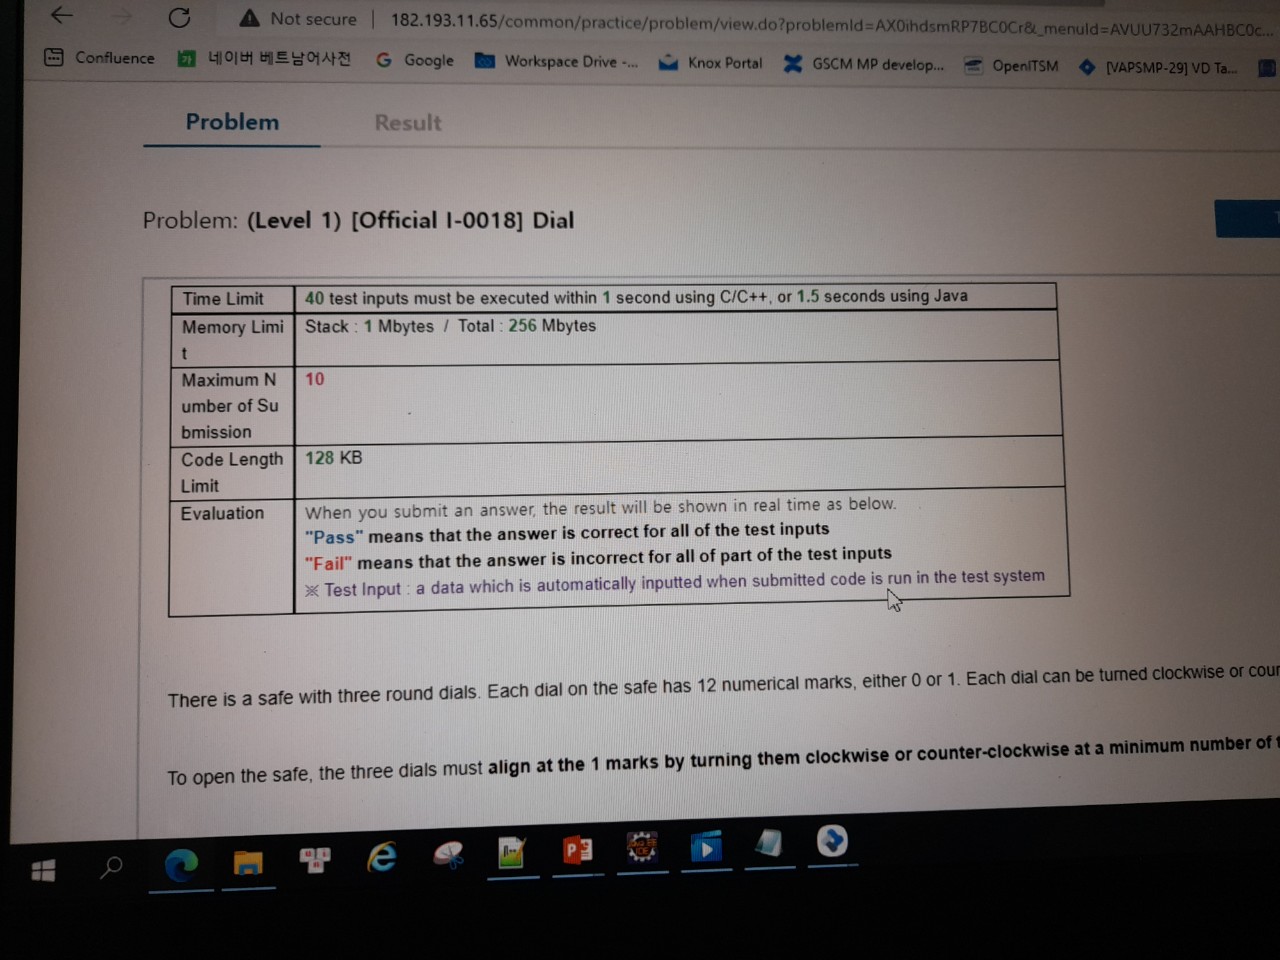 Not secure | 182.193.11.65/common/practice/problem/view.do?problemId=AX0ihdsmRP7BC0Cr&_menuId=AVUU732mAAHBC0c...
Confluence 네이버 베트남어사전 Google Workspace Drive -... Knox Portal GSCM MP develop... OpenITSM [VAPSMP-29] VD Ta...
Problem Result
Problem: (Level 1) [Official I-0018] Dial
Time Limit 40 test inputs must be executed within 1 second using C/C++, or 1.5 seconds using Java
Memory Limi Stack : 1 Mbytes / Total : 256 Mbytes
t
Maximum N 10
umber of Su
bmission
Code Length 128 KB
Limit
Evaluation When you submit an answer, the result will be shown in real time as below.
"Pass" means that the answer is correct for all of the test inputs
"Fail" means that the answer is incorrect for all of part of the test inputs
※ Test Input : a data which is automatically inputted when submitted code is run in the test system
There is a safe with three round dials. Each dial on the safe has 12 numerical marks, either 0 or 1. Each dial can be turned clockwise or cour
To open the safe, the three dials must align at the 1 marks by turning them clockwise or counter-clockwise at a minimum number of